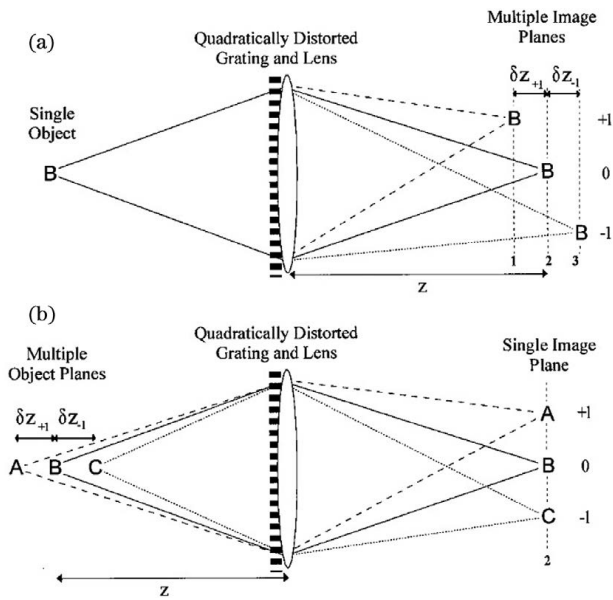 (a)
Quadratically Distorted
Grating and Lens
Multiple Image
Planes
δz+1 δz-1
Single
Object
B
B +1
B 0
B -1
1 2 3
z
(b)
Quadratically Distorted
Grating and Lens
Multiple
Object Planes
Single Image
Plane
δz+1 δz-1
A B C
A +1
B 0
C -1
2
z